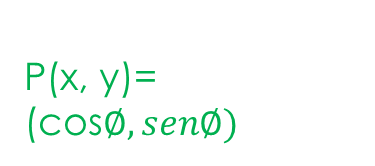 P(x, y)=
(cosØ, senØ)